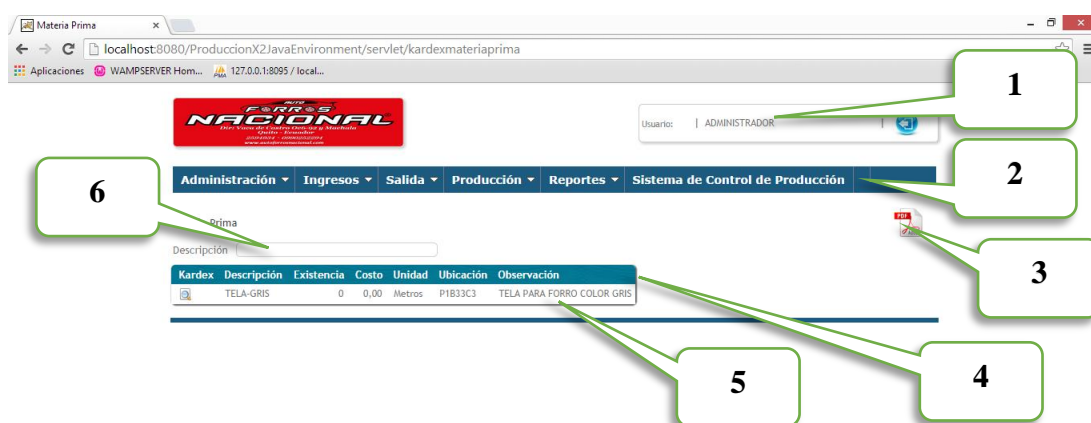 Materia Prima
localhost:8080/ProduccionX2JavaEnvironment/servlet/kardexmateriaprima
Aplicaciones WAMPSERVER Hom... 127.0.0.1:8095 / local...
AUTO
FORROS
NACIONAL
Usuario: | ADMINISTRADOR |
1
Administración Ingresos Salida Producción Reportes Sistema de Control de Producción
2
6
Prima
PDF
3
Descripción
Kardex Descripción Existencia Costo Unidad Ubicación Observación
TELA-GRIS 0 0,00 Metros P1B33C3 TELA PARA FORRO COLOR GRIS
5
4